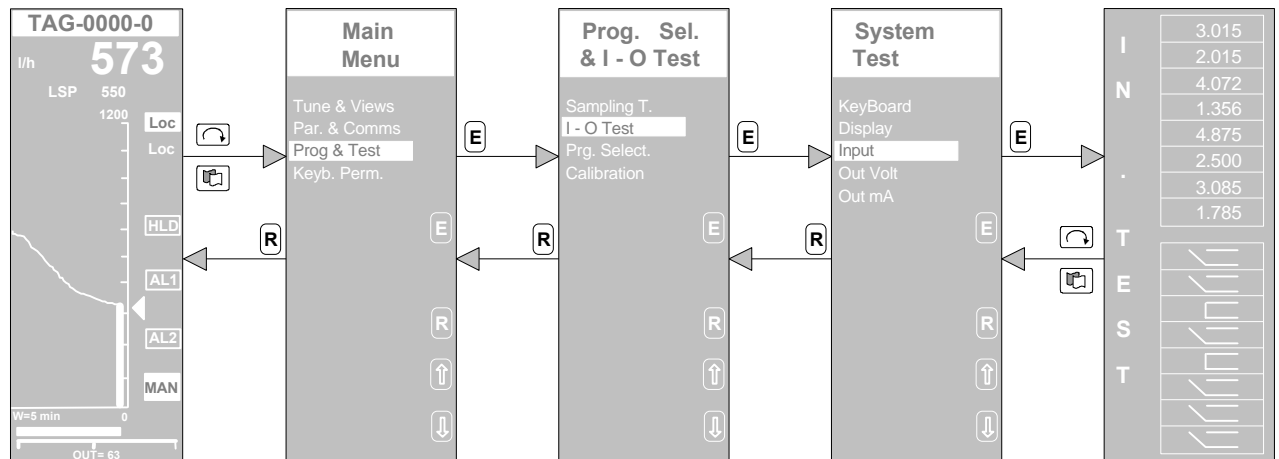 TAG-0000-0
l/h 573
LSP 550
1200
Loc
Loc
HLD
AL1
AL2
MAN
W=5 min 0
OUT= 63
R
Main
Menu
Tune & Views
Par. & Comms
Prog & Test
Keyb. Perm.
E
R
E
R
Prog. Sel.
& I - O Test
Sampling T.
I - O Test
Prg. Select.
Calibration
E
R
E
R
System
Test
KeyBoard
Display
Input
Out Volt
Out mA
E
R
E
I
N
.
T
E
S
T
3.015
2.015
4.072
1.356
4.875
2.500
3.085
1.785